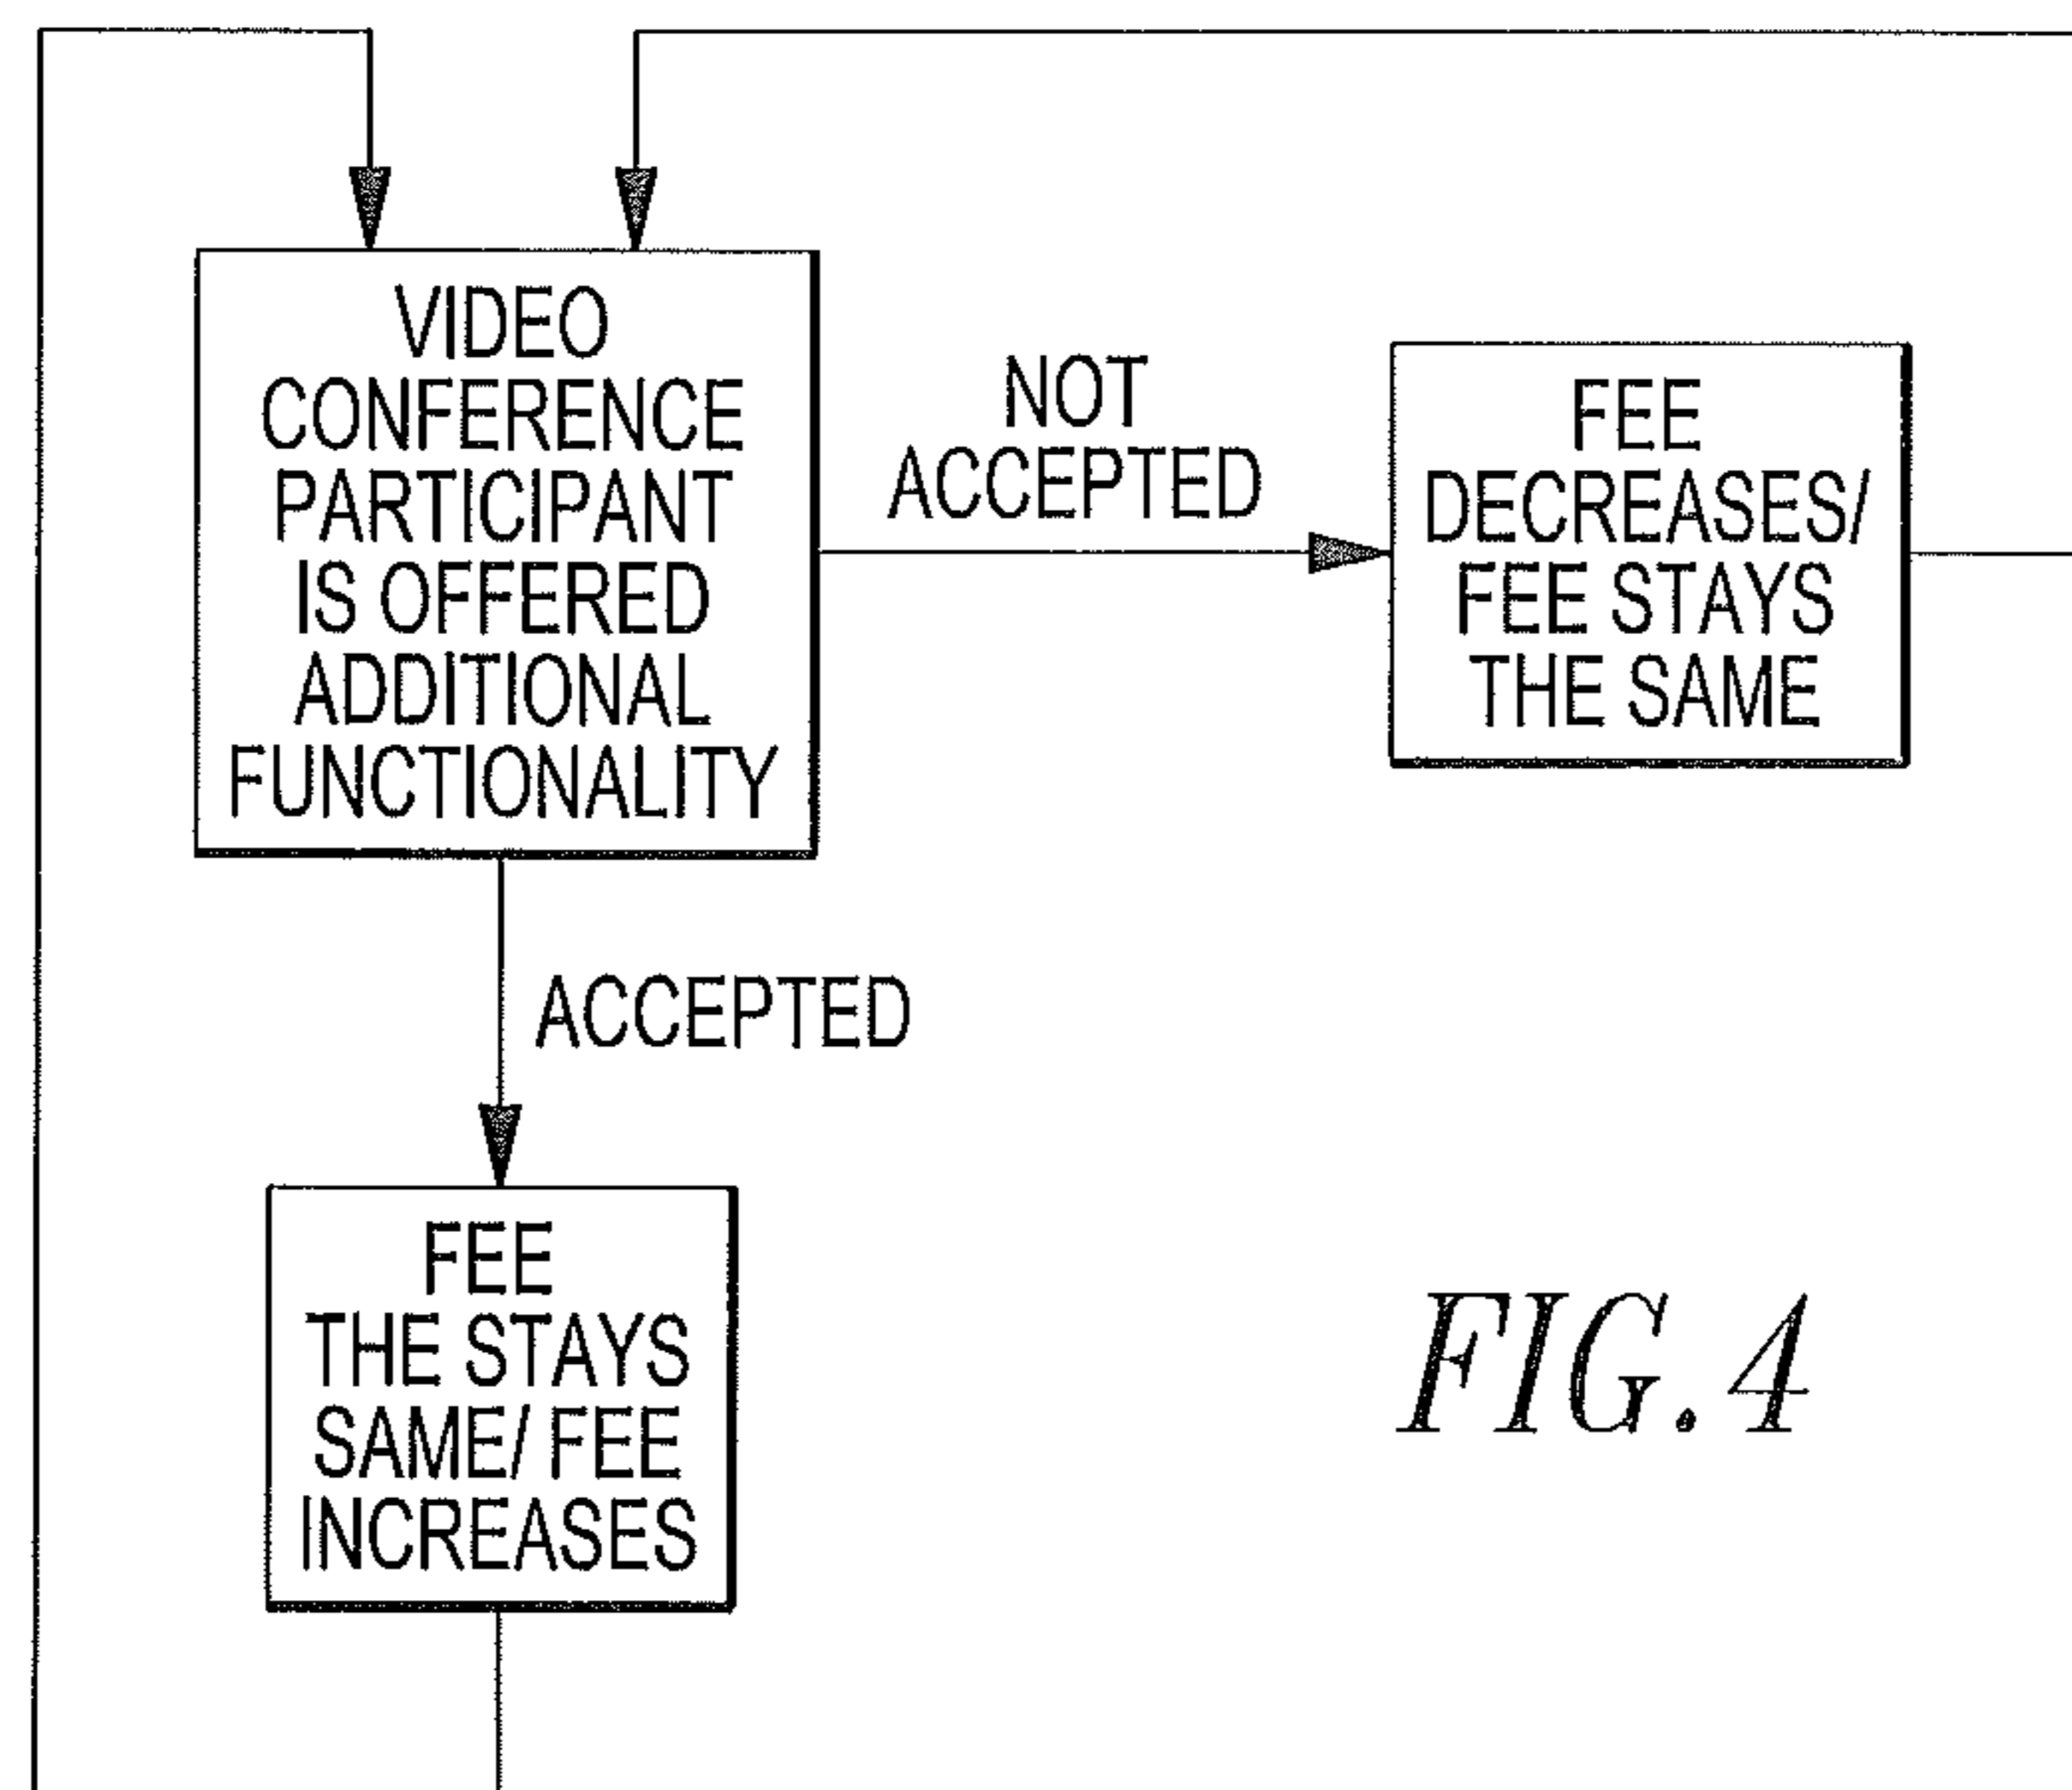 VIDEO
CONFERENCE
PARTICIPANT
IS OFFERED
ADDITIONAL
FUNCTIONALITY
NOT
ACCEPTED
FEE
DECREASES/
FEE STAYS
THE SAME
ACCEPTED
FEE
THE STAYS
SAME/ FEE
INCREASES
FIG.4